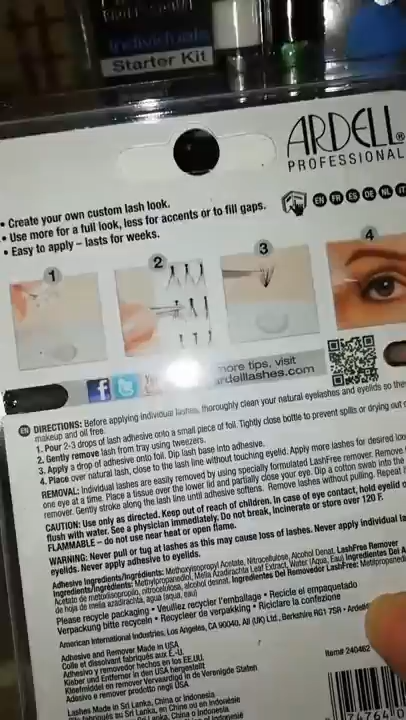 individuals
Starter Kit
ARDELL®
PROFESSIONAL
• Create your own custom lash look.
• Use more for a full look, less for accents or to fill gaps.
• Easy to apply – lasts for weeks.
EN FR ES DE NL IT
1
2
3
4
more tips, visit
ardelllashes.com
EN DIRECTIONS: Before applying individual lashes, thoroughly clean your natural eyelashes and eyelids so they
makeup and oil free.
1. Pour 2-3 drops of lash adhesive onto a small piece of foil. Tightly close bottle to prevent spills or drying out
2. Gently remove lash from tray using tweezers.
3. Apply a drop of adhesive onto foil. Dip lash base into adhesive.
4. Place over natural lash, close to the lash line without touching eyelid. Apply more lashes for desired
REMOVAL: Individual lashes are easily removed by using specially formulated LashFree remover. Remove
one eye at a time. Place a tissue over the lower lid and partially close your eye. Dip a cotton swab into the
remover. Gently stroke along the lash line until adhesive softens. Remove lashes without pulling. Repeat
CAUTION: Use only as directed. Keep out of reach of children. In case of eye contact, hold eyelid
flush with water. See a physician immediately. Do not break, incinerate or store over 120 F.
FLAMMABLE – do not use near heat or open flame.
WARNING: Never pull or tug at lashes as this may cause loss of lashes. Never apply individual
eyelids. Never apply adhesive to eyelids.
Adhesive Ingredients/Ingrédients: Methoxyisopropyl Acetate, Nitrocellulose, Alcohol Denat. LashFree Remover
Ingredients/Ingrédients: Methylpropanediol, Melia Azadirachta Leaf Extract, Water (Aqua, Eau)
Acetato de metoxisopropilo, nitrocelulosa, alcohol denat. Ingredientes Del Removedor LashFree:
de hoja de melia azadirachta, agua (aqua, eau)
Please recycle packaging • Veuillez recycler l'emballage • Recicle el empaquetado
Verpackung bitte recyceln • Recycleer de verpakking • Riciclare la confezione
American International Industries, Los Angeles, CA 90040. AII (UK) Ltd., Berkshire RG1 7SR •
Adhesive and Remover Made in USA
Colle et dissolvant fabriqués aux É.-U.
Adhesivo y removedor hechos en los EE.UU.
Kleber und Entferner in den USA hergestellt
Kleefmiddel en remover Vervaardigd in de Verenigde Staten
Adesivo e remover prodotto negli USA
Item# 240462
Lashes Made in Sri Lanka, China or Indonesia
74764